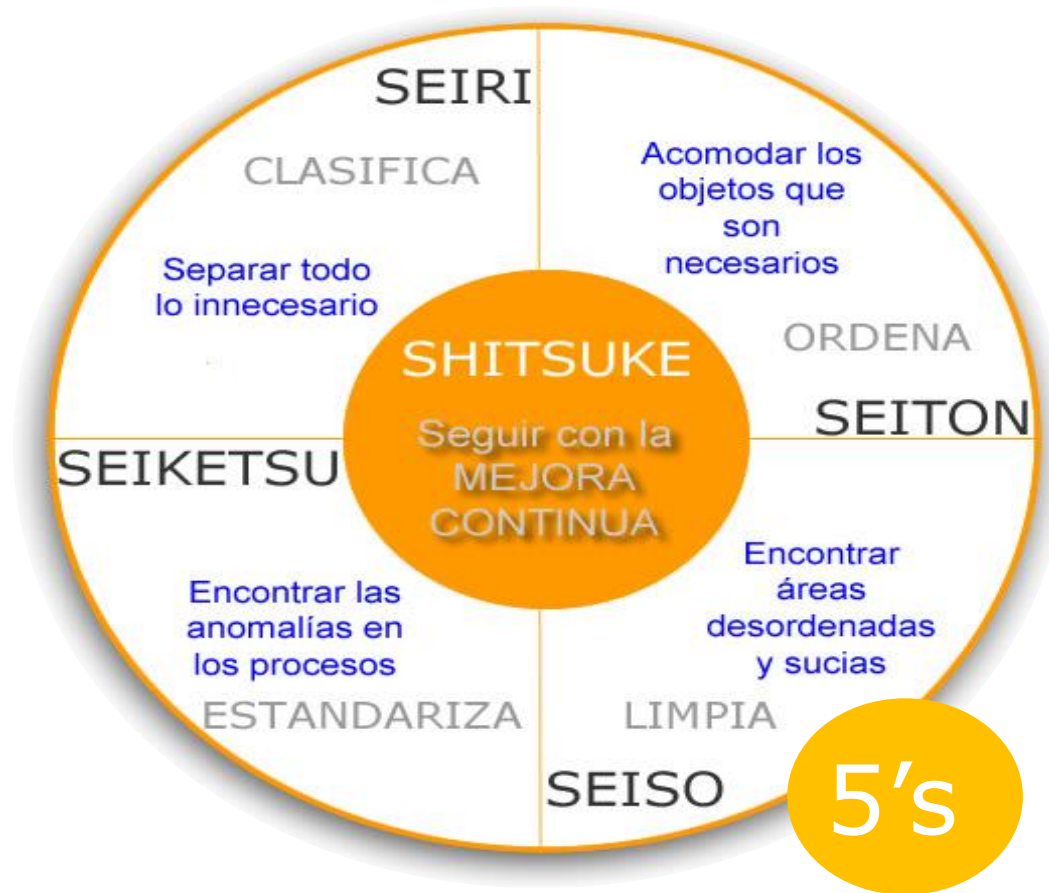 SEIRI
CLASIFICA
Separar todo
lo innecesario
Acomodar los
objetos que
son
necesarios
ORDENA
SEITON
SHITSUKE
Seguir con la
MEJORA
CONTINUA
SEIKETSU
Encontrar las
anomalías en
los procesos
ESTANDARIZA
Encontrar
áreas
desordenadas
y sucias
LIMPIA
SEISO
5's